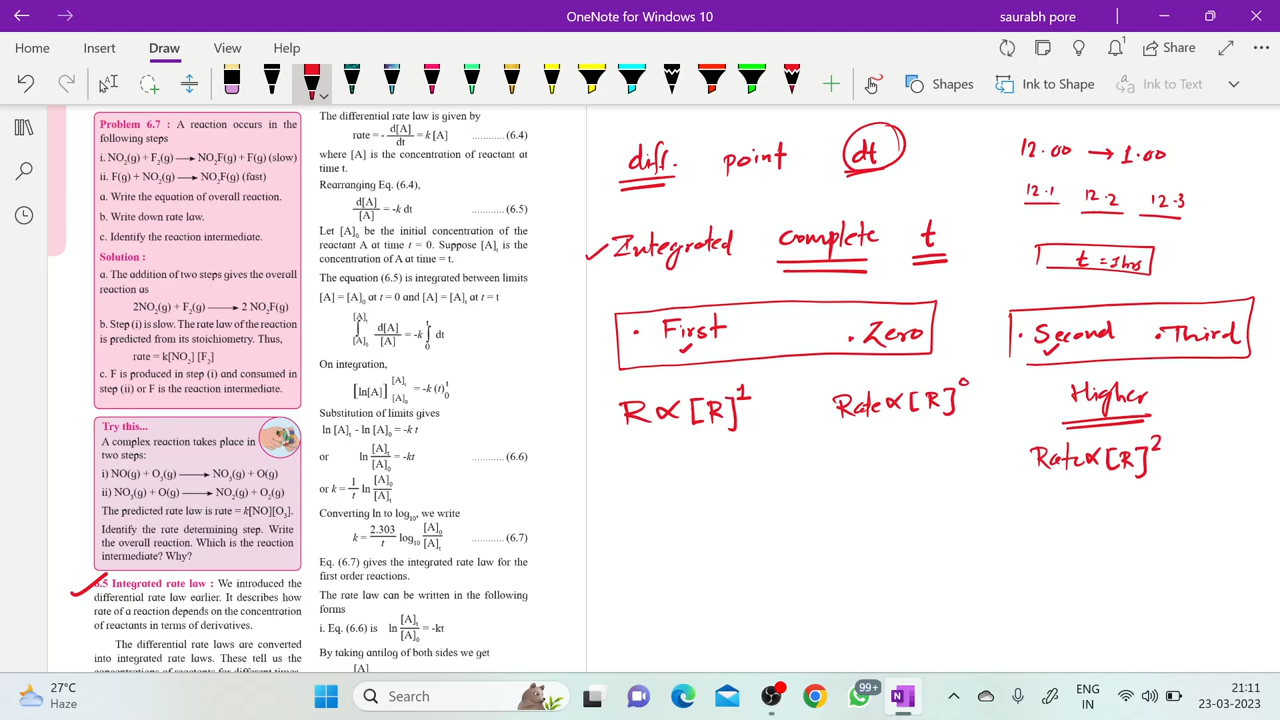 OneNote for Windows 10
saurabh pore
Home
Insert
Draw
View
Help
Share
Shapes
Ink to Shape
Ink to Text
Problem 6.7 : A reaction occurs in the
following steps
i. NO₂(g) + F₂(g) ⟶ NO₂F(g) + F(g) (slow)
ii. F(g) + NO₂(g) ⟶ NO₂F(g) (fast)
a. Write the equation of overall reaction.
b. Write down rate law.
c. Identify the reaction intermediate.
Solution :
a. The addition of two steps gives the overall
reaction as
2NO₂(g) + F₂(g) ⟶ 2 NO₂F(g)
b. Step (i) is slow. The rate law of the reaction
is predicted from its stoichiometry. Thus,
rate = k[NO₂] [F₂]
c. F is produced in step (i) and consumed in
step (ii) or F is the reaction intermediate.
Try this...
A complex reaction takes place in
two steps:
i) NO(g) + O₃(g) ⟶ NO₃(g) + O(g)
ii) NO₃(g) + O(g) ⟶ NO₂(g) + O₂(g)
The predicted rate law is rate = k[NO][O₃].
Identify the rate determining step. Write
the overall reaction. Which is the reaction
intermediate? Why?
6.5 Integrated rate law : We introduced the
differential rate law earlier. It describes how
rate of a reaction depends on the concentration
of reactants in terms of derivatives.
The differential rate laws are converted
into integrated rate laws. These tell us the
concentrations of reactants for different times.
The differential rate law is given by
rate = - d[A]/dt = k [A] ............ (6.4)
where [A] is the concentration of reactant at
time t.
Rearranging Eq. (6.4),
d[A]/[A] = -k dt ............ (6.5)
Let [A]₀ be the initial concentration of the
reactant A at time t = 0. Suppose [A]ₜ is the
concentration of A at time = t.
The equation (6.5) is integrated between limits
[A] = [A]₀ at t = 0 and [A] = [A]ₜ at t = t
[A]ₜ ∫ [A]₀ d[A]/[A] = -k t ∫ 0 dt
On integration,
[ln[A]] [A]ₜ [A]₀ = -k (t) t 0
Substitution of limits gives
ln [A]ₜ - ln [A]₀ = -k t
or ln [A]ₜ/[A]₀ = -kt ............ (6.6)
or k = 1/t ln [A]₀/[A]ₜ
Converting ln to log₁₀, we write
k = 2.303/t log₁₀ [A]₀/[A]ₜ ............ (6.7)
Eq. (6.7) gives the integrated rate law for the
first order reactions.
The rate law can be written in the following
forms
i. Eq. (6.6) is ln [A]ₜ/[A]₀ = -kt
By taking antilog of both sides we get
[A]
diff. point dt
12.00 → 1.00
12.1 12.2 12.3
Integrated complete t
t = 1hrs
· First · Zero
· Second · Third
R ∝ [R]¹
Rate ∝ [R]⁰
Higher
Rate ∝ [R]²
27°C
Haze
Search
99+
ENG
IN
21:11
23-03-2023